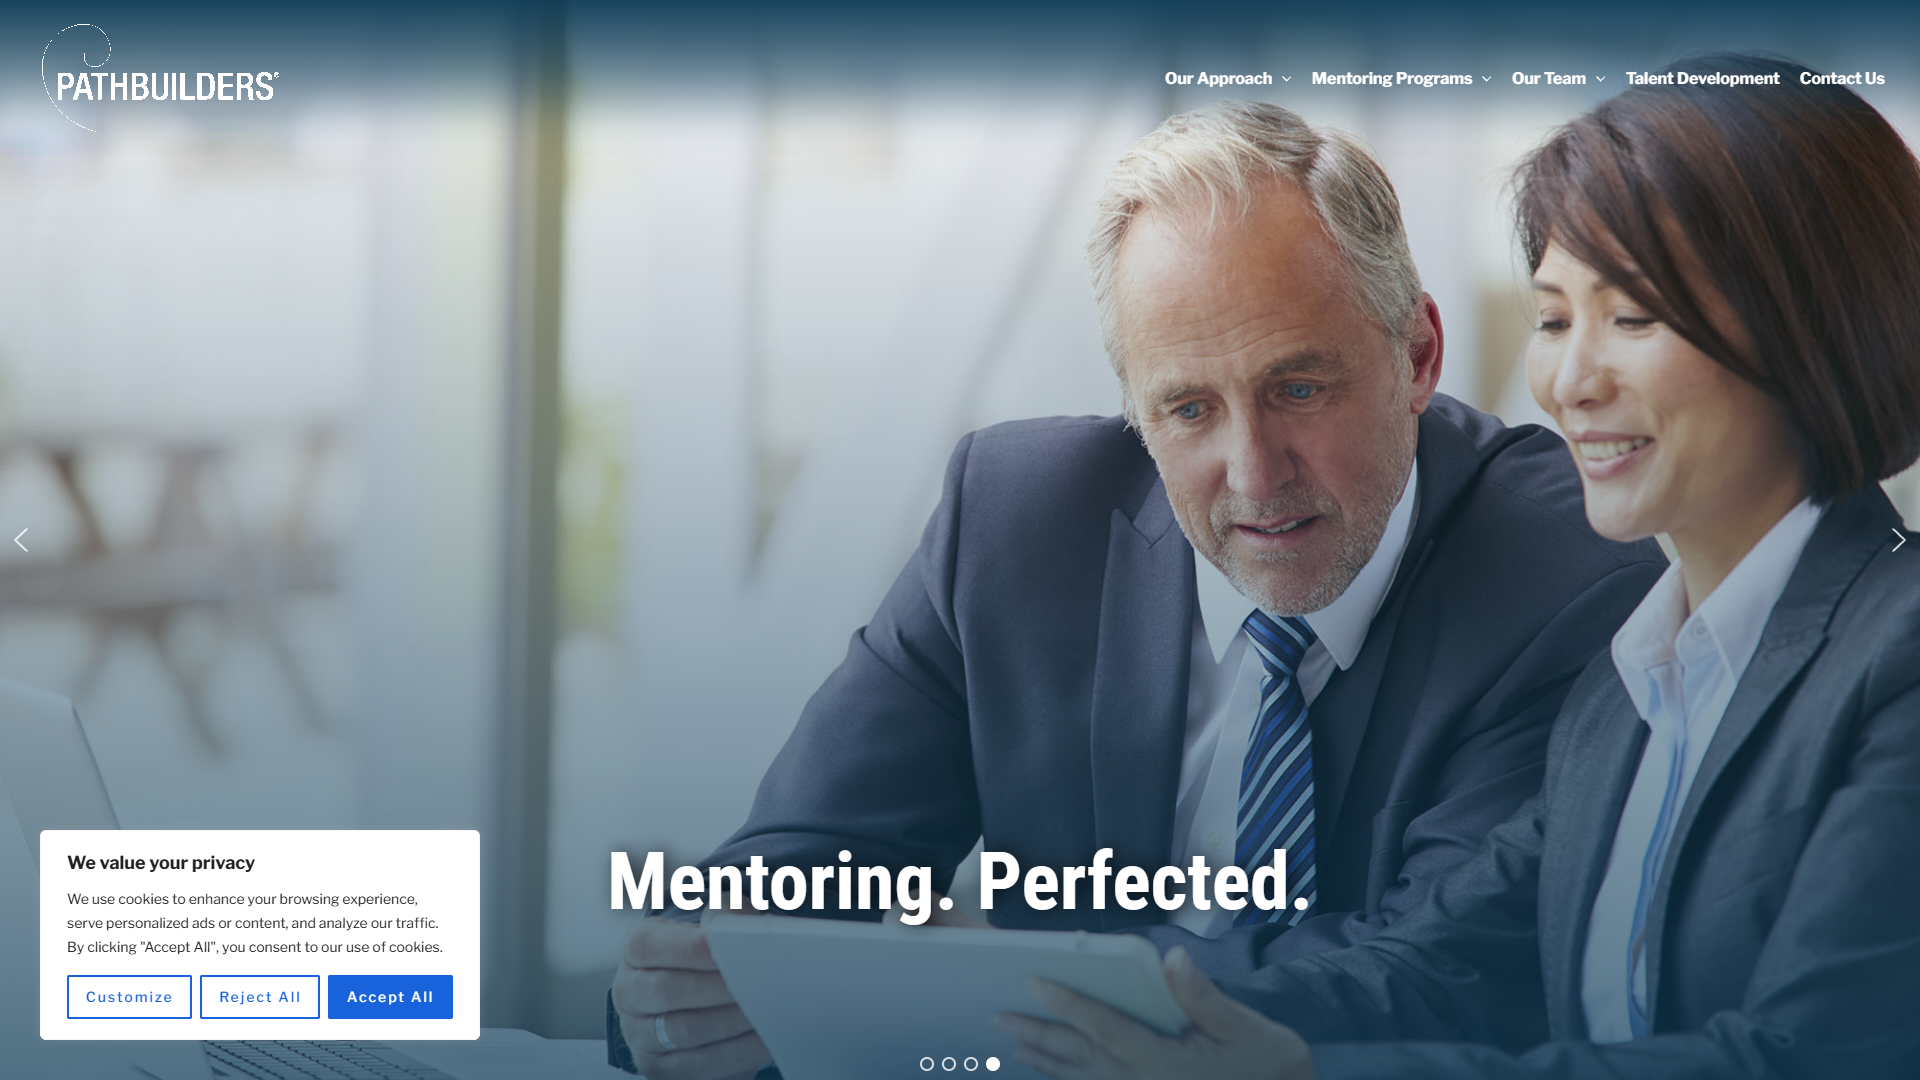 PATHBUILDERS®
Our Approach
Mentoring Programs
Our Team
Talent Development
Contact Us
Mentoring. Perfected.
We value your privacy
We use cookies to enhance your browsing experience,
serve personalized ads or content, and analyze our traffic.
By clicking "Accept All", you consent to our use of cookies.
Customize
Reject All
Accept All